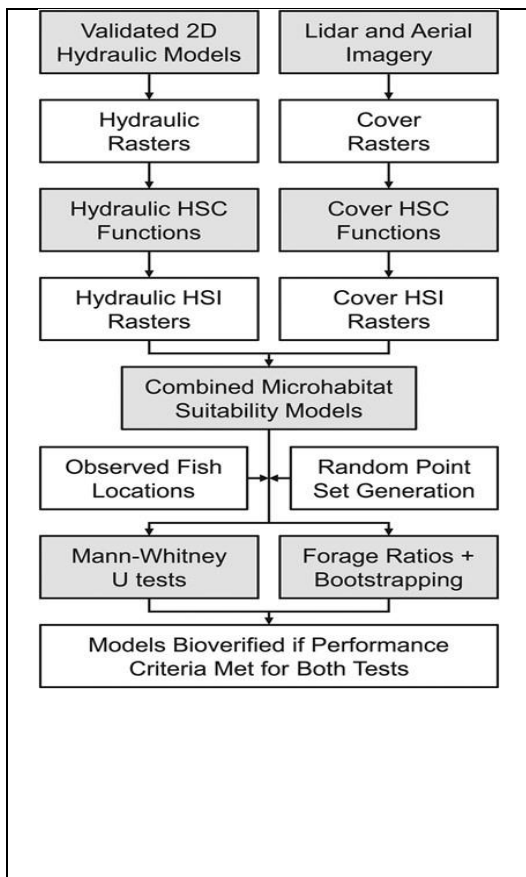 Validated 2D
Hydraulic Models
Lidar and Aerial
Imagery
Hydraulic
Rasters
Cover
Rasters
Hydraulic HSC
Functions
Cover HSC
Functions
Hydraulic HSI
Rasters
Cover HSI
Rasters
Combined Microhabitat
Suitability Models
Observed Fish
Locations
Random Point
Set Generation
Mann-Whitney
U tests
Forage Ratios +
Bootstrapping
Models Bioverified if Performance
Criteria Met for Both Tests